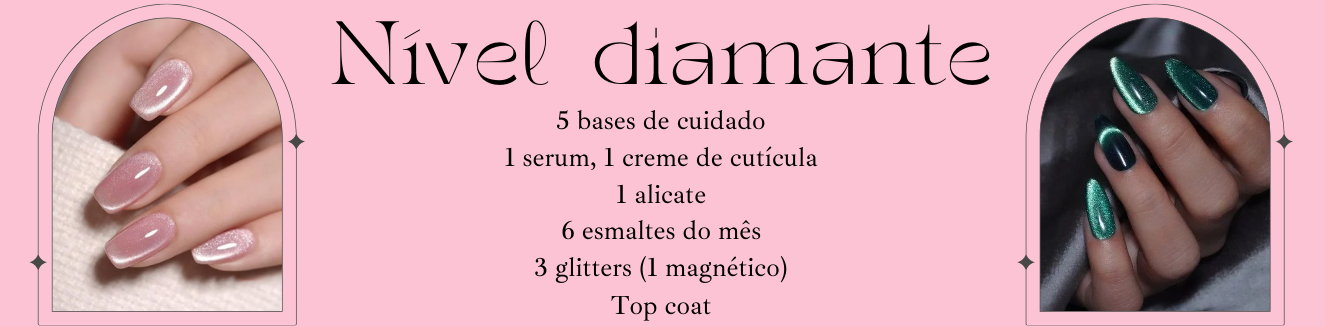 Nível diamante
5 bases de cuidado
1 serum, 1 creme de cutícula
1 alicate
6 esmaltes do mês
3 glitters (1 magnético)
Top coat